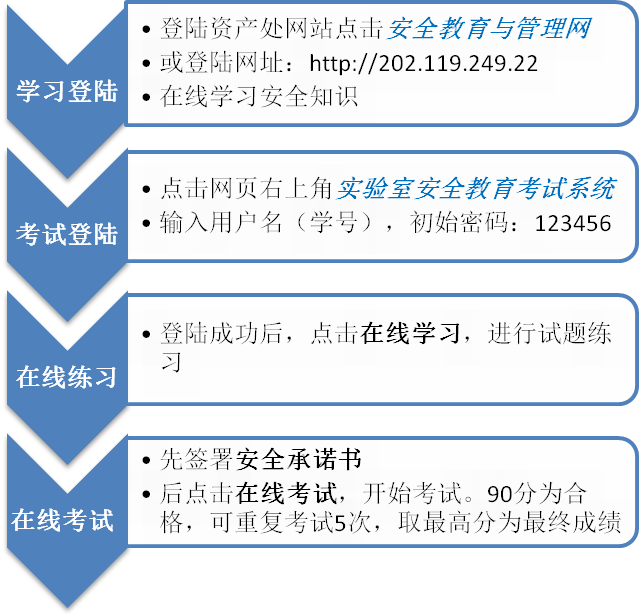 学习登陆
• 登陆资产处网站点击安全教育与管理网
• 或登陆网址：http://202.119.249.22
• 在线学习安全知识
考试登陆
• 点击网页右上角实验室安全教育考试系统
• 输入用户名（学号），初始密码：123456
在线练习
• 登陆成功后，点击在线学习，进行试题练
习
在线考试
• 先签署安全承诺书
• 后点击在线考试，开始考试。90分为合
格，可重复考试5次，取最高分为最终成绩